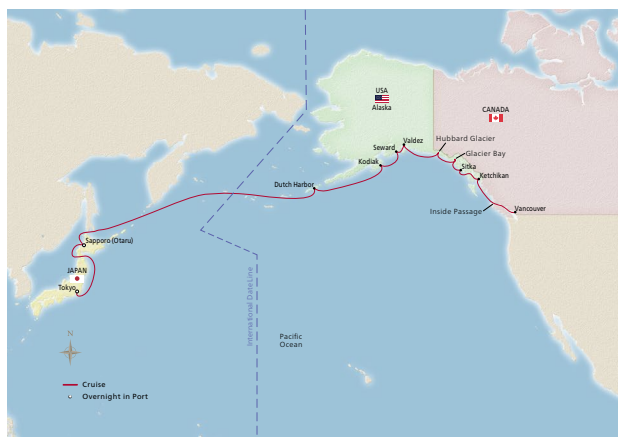 USA
Alaska
CANADA
Hubbard Glacier
Valdez
Seward
Glacier Bay
Kodiak
Sitka
Ketchikan
Dutch Harbor
Inside Passage
Vancouver
Sapporo (Otaru)
JAPAN
Tokyo
International Date Line
Pacific
Ocean
N
Cruise
Overnight in Port